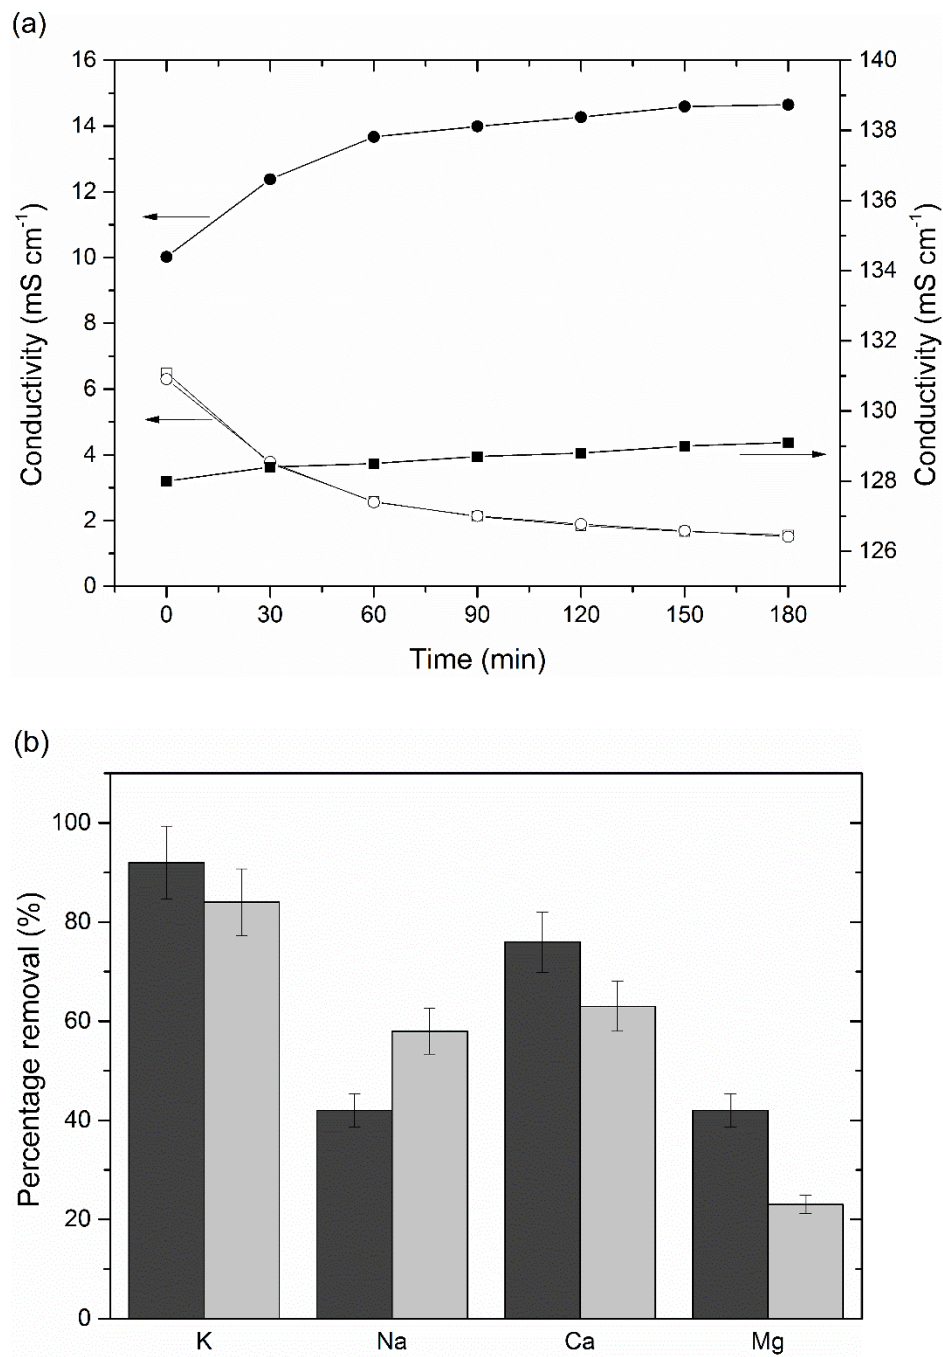 (a)
16
14
12
10
8
6
4
2
0
Conductivity (mS cm-1)
140
138
136
134
132
130
128
126
Conductivity (mS cm-1)
0 30 60 90 120 150 180
Time (min)
(b)
100
80
60
40
20
0
Percentage removal (%)
K Na Ca Mg